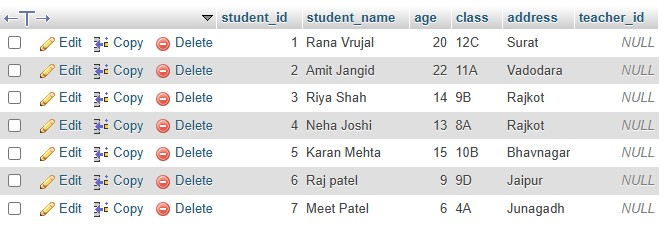 student_id student_name age class address teacher_id
Edit Copy Delete 1 Rana Vrujal 20 12C Surat NULL
Edit Copy Delete 2 Amit Jangid 22 11A Vadodara NULL
Edit Copy Delete 3 Riya Shah 14 9B Rajkot NULL
Edit Copy Delete 4 Neha Joshi 13 8A Rajkot NULL
Edit Copy Delete 5 Karan Mehta 15 10B Bhavnagar NULL
Edit Copy Delete 6 Raj patel 9 9D Jaipur NULL
Edit Copy Delete 7 Meet Patel 6 4A Junagadh NULL